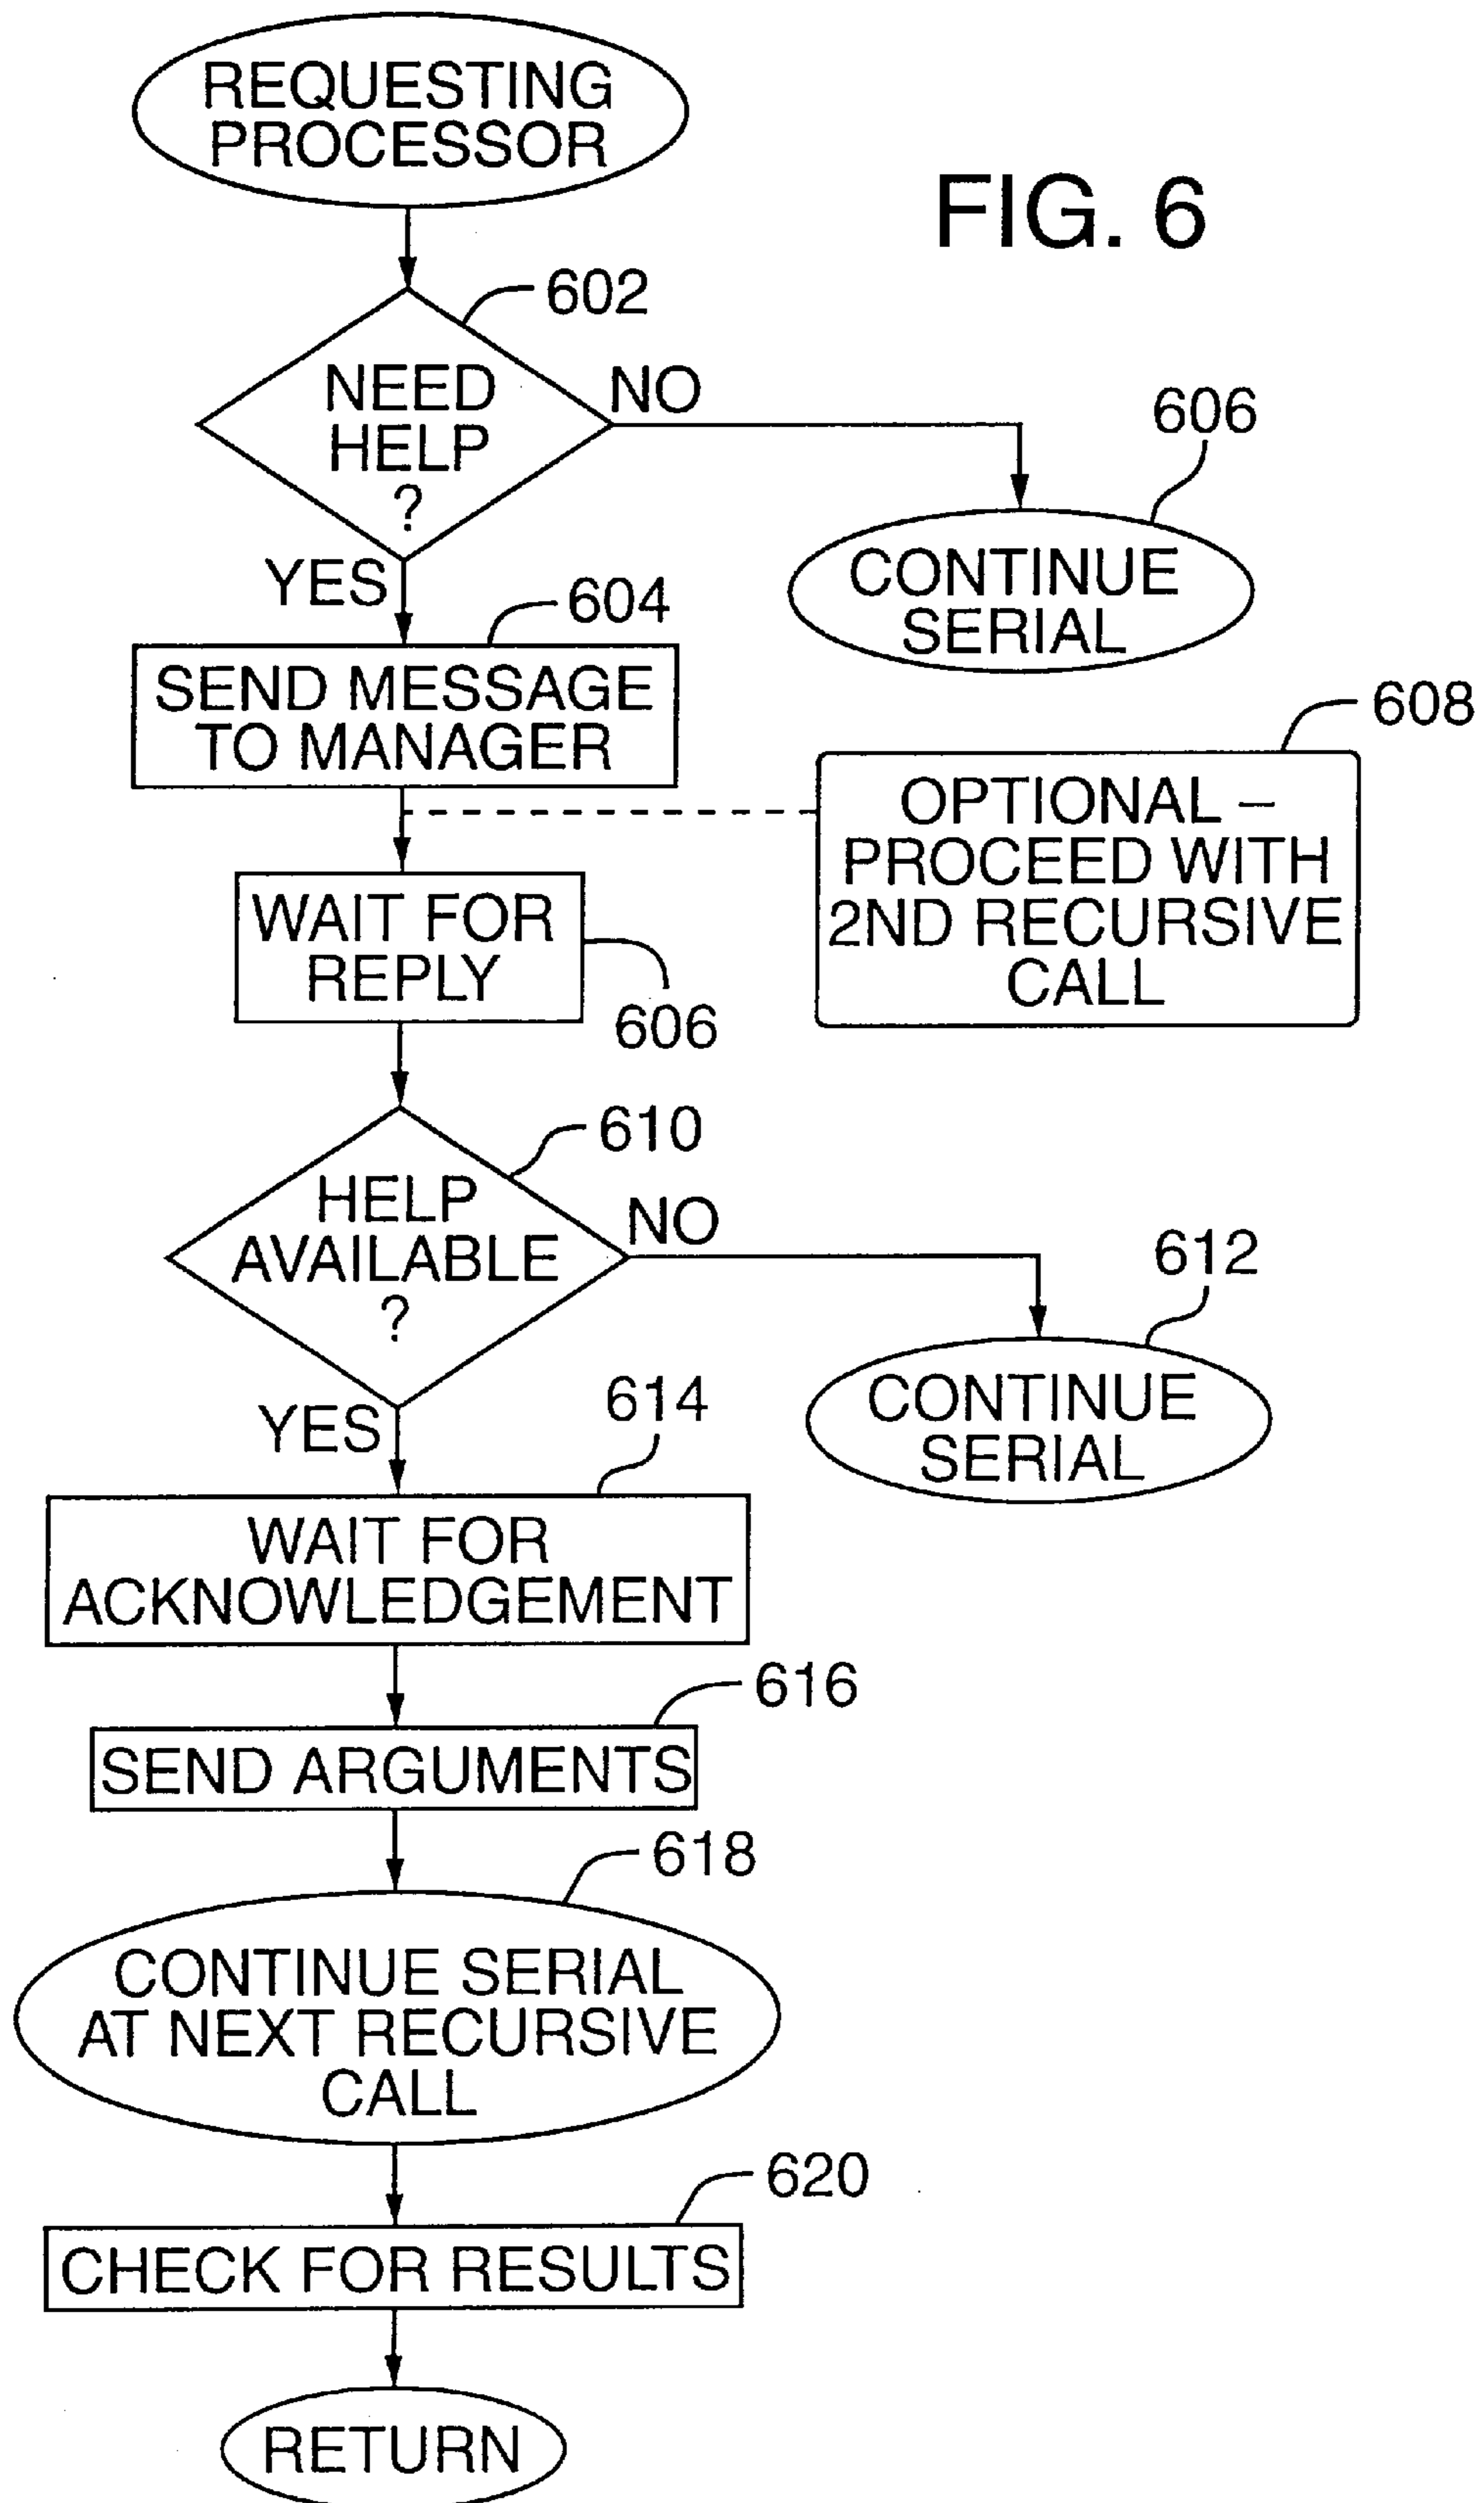 REQUESTING
PROCESSOR
FIG. 6
602
NEED
HELP
?
NO
606
YES
CONTINUE
SERIAL
604
SEND MESSAGE
TO MANAGER
608
OPTIONAL –
PROCEED WITH
2ND RECURSIVE
CALL
WAIT FOR
REPLY
606
610
HELP
AVAILABLE
?
NO
612
YES
CONTINUE
SERIAL
614
WAIT FOR
ACKNOWLEDGEMENT
616
SEND ARGUMENTS
618
CONTINUE SERIAL
AT NEXT RECURSIVE
CALL
620
CHECK FOR RESULTS
RETURN